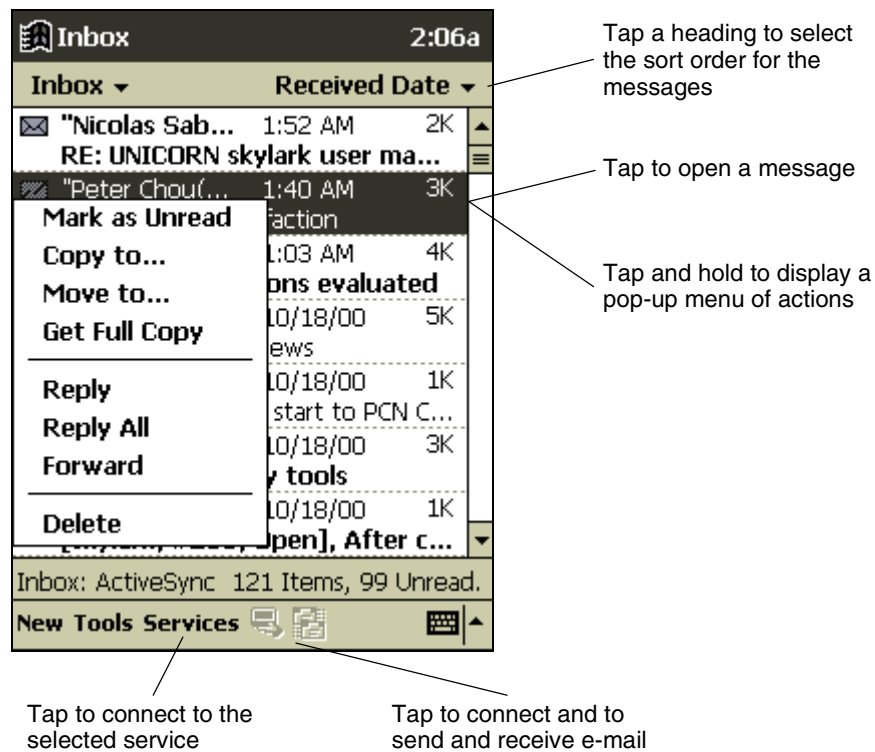 Inbox 2:06a
Inbox Received Date
"Nicolas Sab... 1:52 AM 2K
RE: UNICORN skylark user ma...
"Peter Chou(... 1:40 AM 3K
faction
1:03 AM 4K
ons evaluated
10/18/00 5K
ews
10/18/00 1K
start to PCN C...
10/18/00 3K
y tools
10/18/00 1K
Open], After c...
Mark as Unread
Copy to...
Move to...
Get Full Copy
Reply
Reply All
Forward
Delete
Inbox: ActiveSync 121 Items, 99 Unread.
New Tools Services
Tap a heading to select
the sort order for the
messages
Tap to open a message
Tap and hold to display a
pop-up menu of actions
Tap to connect to the
selected service
Tap to connect and to
send and receive e-mail